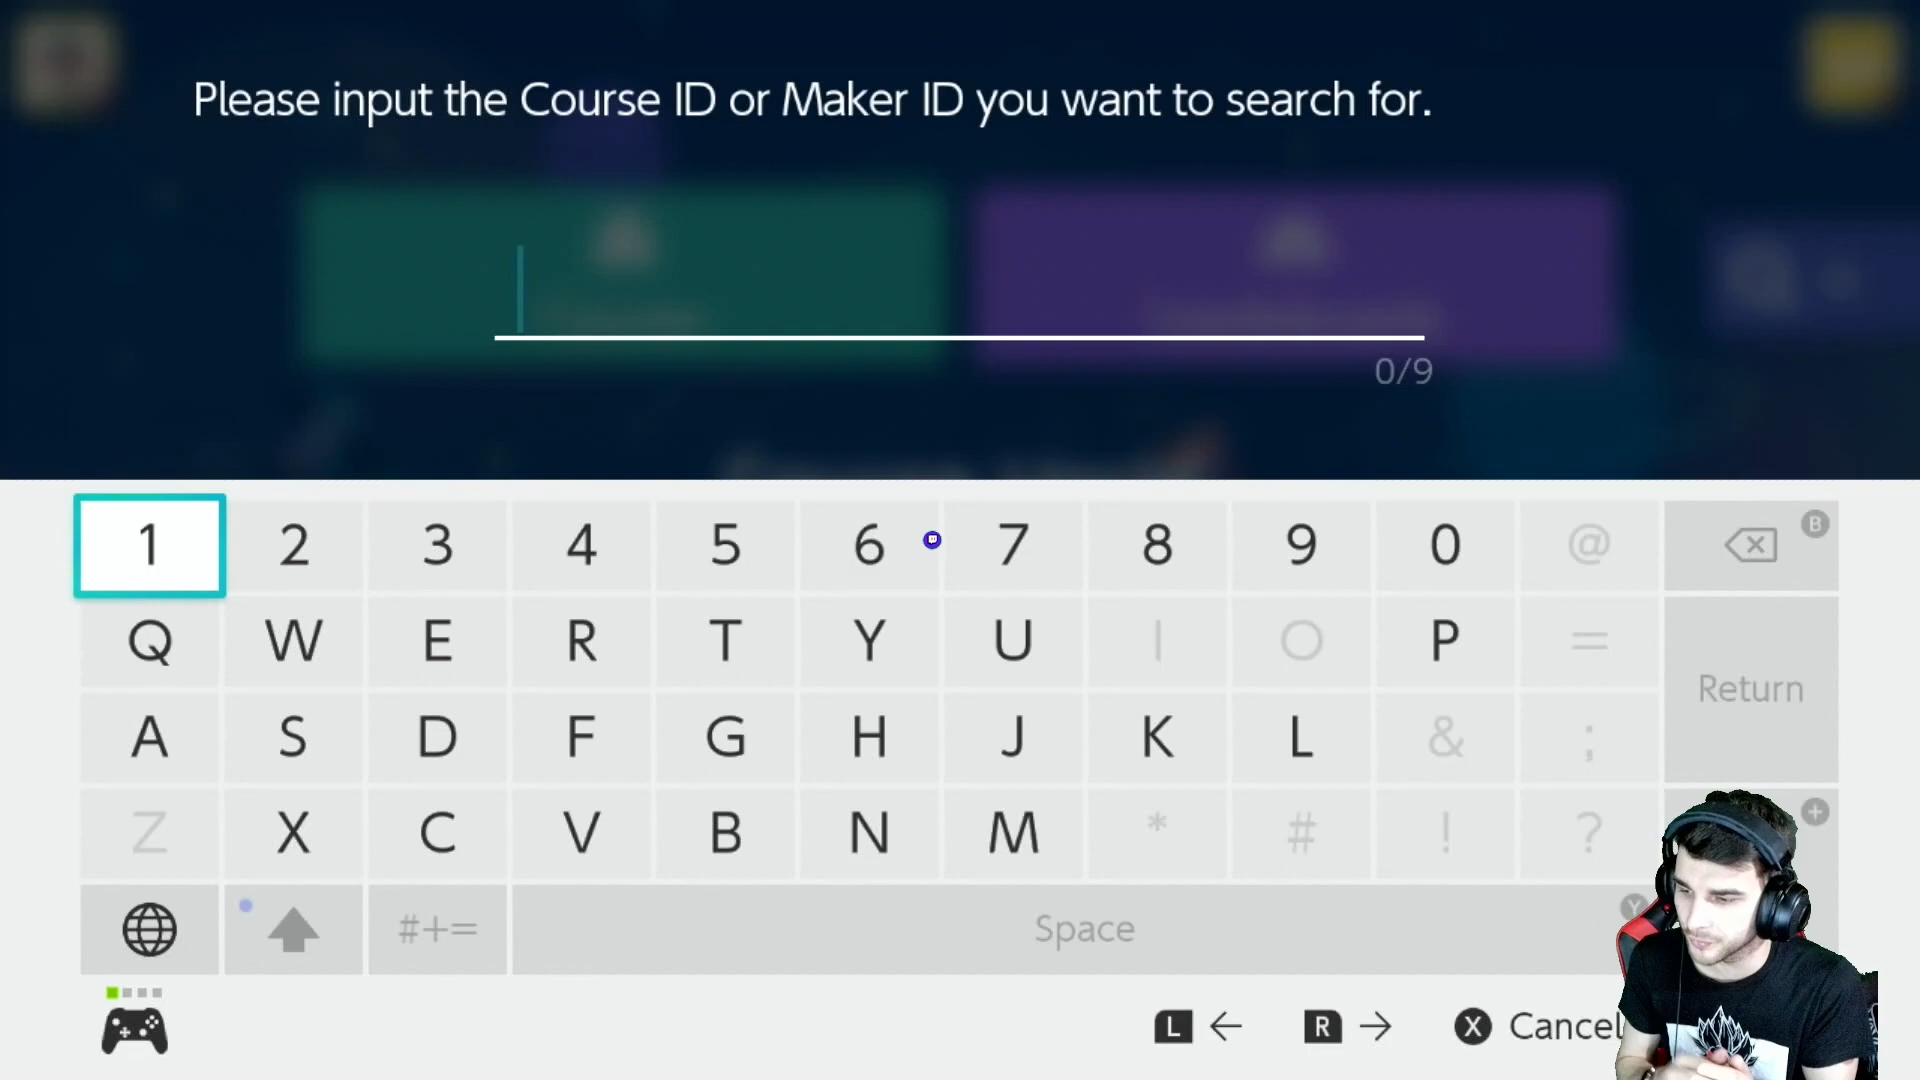 Please input the Course ID or Maker ID you want to search for.
0/9
1 2 3 4 5 6 7 8 9 0 @ B
Q W E R T Y U I O P = Return
A S D F G H J K L & ;
Z X C V B N M * # ! ? +
#+= Space Y
L ← R → X Cancel